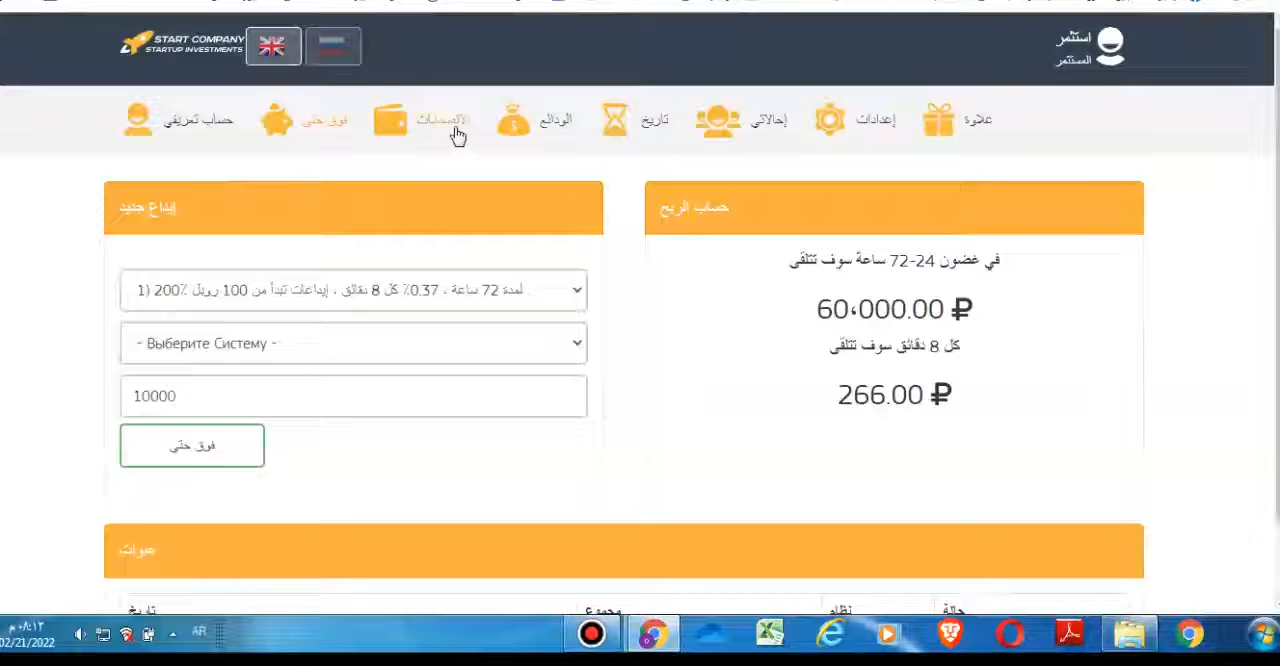 START COMPANY
STARTUP INVESTMENTS
استثمر
المستثمر
علاوة
إعدادات
إحالاتي
تاريخ
الودائع
فوق حتى
حساب تعريفي
إيداع جديد
حساب الربح
1) 200٪ لمدة 72 ساعة ، 0.37٪ كل 8 دقائق ، إيداعات تبدأ من 100 روبل
- Выберите Систему -
10000
فوق حتى
في غضون 24-72 ساعة سوف تتلقى
60،000.00 ₽
كل 8 دقائق سوف تتلقى
266.00 ₽
عبوات
تاريخ
مجموع
نظام
حالة
AR
02/21/2022